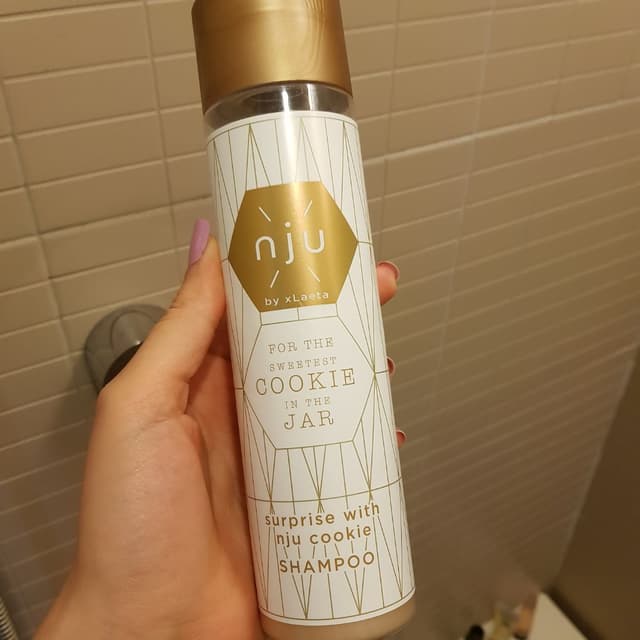 nju
by xLaeta
FOR THE
SWEETEST
COOKIE
IN THE
JAR
surprise with
nju cookie
SHAMPOO